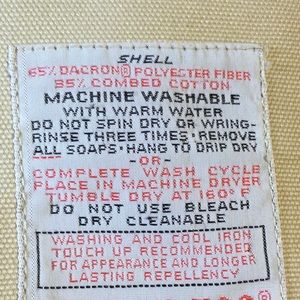 SHELL
65% DACRON® POLYESTER FIBER
35% COMBED COTTON
MACHINE WASHABLE
WITH WARM WATER
DO NOT SPIN DRY OR WRING-
RINSE THREE TIMES · REMOVE
ALL SOAPS · HANG TO DRIP DRY
-OR-
COMPLETE WASH CYCLE
PLACE IN MACHINE DRYER
TUMBLE DRY AT 160° F
DO NOT USE BLEACH
DRY CLEANABLE
WASHING AND COOL IRON
TOUCH UP RECOMMENDED
FOR APPEARANCE AND LONGER
LASTING REPELLENCY